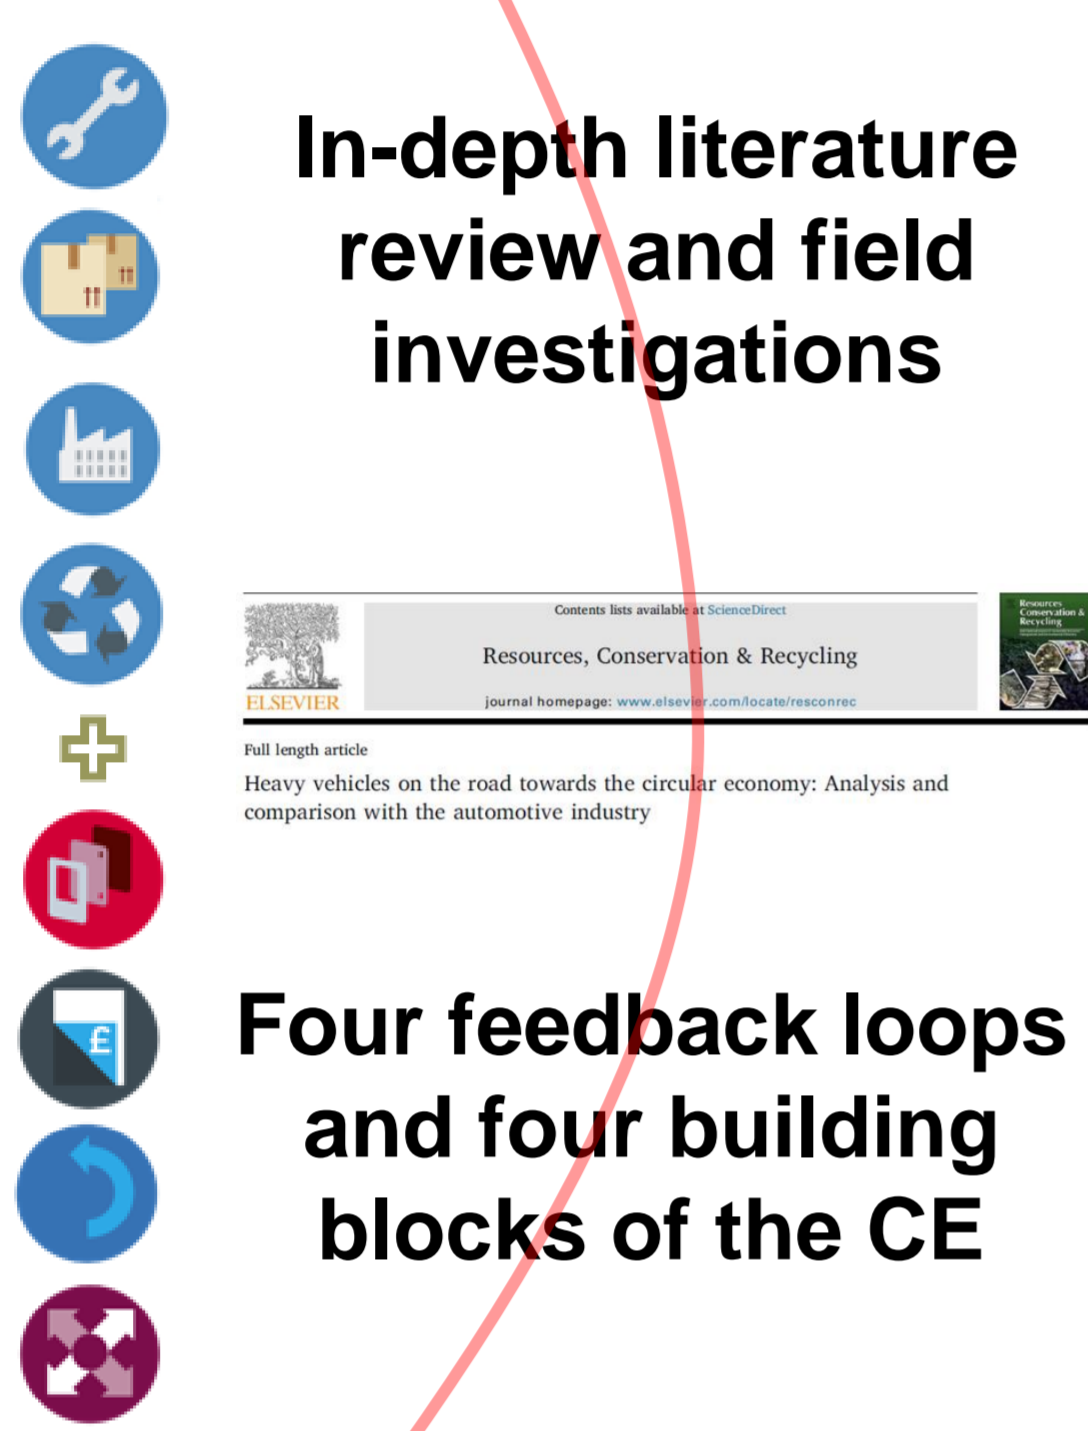 In-depth literature
review and field
investigations
Contents lists available at ScienceDirect
Resources, Conservation & Recycling
journal homepage: www.elsevier.com/locate/resconrec
ELSEVIER
Resources
Conservation &
Recycling
Full length article
Heavy vehicles on the road towards the circular economy: Analysis and
comparison with the automotive industry
£
Four feedback loops
and four building
blocks of the CE